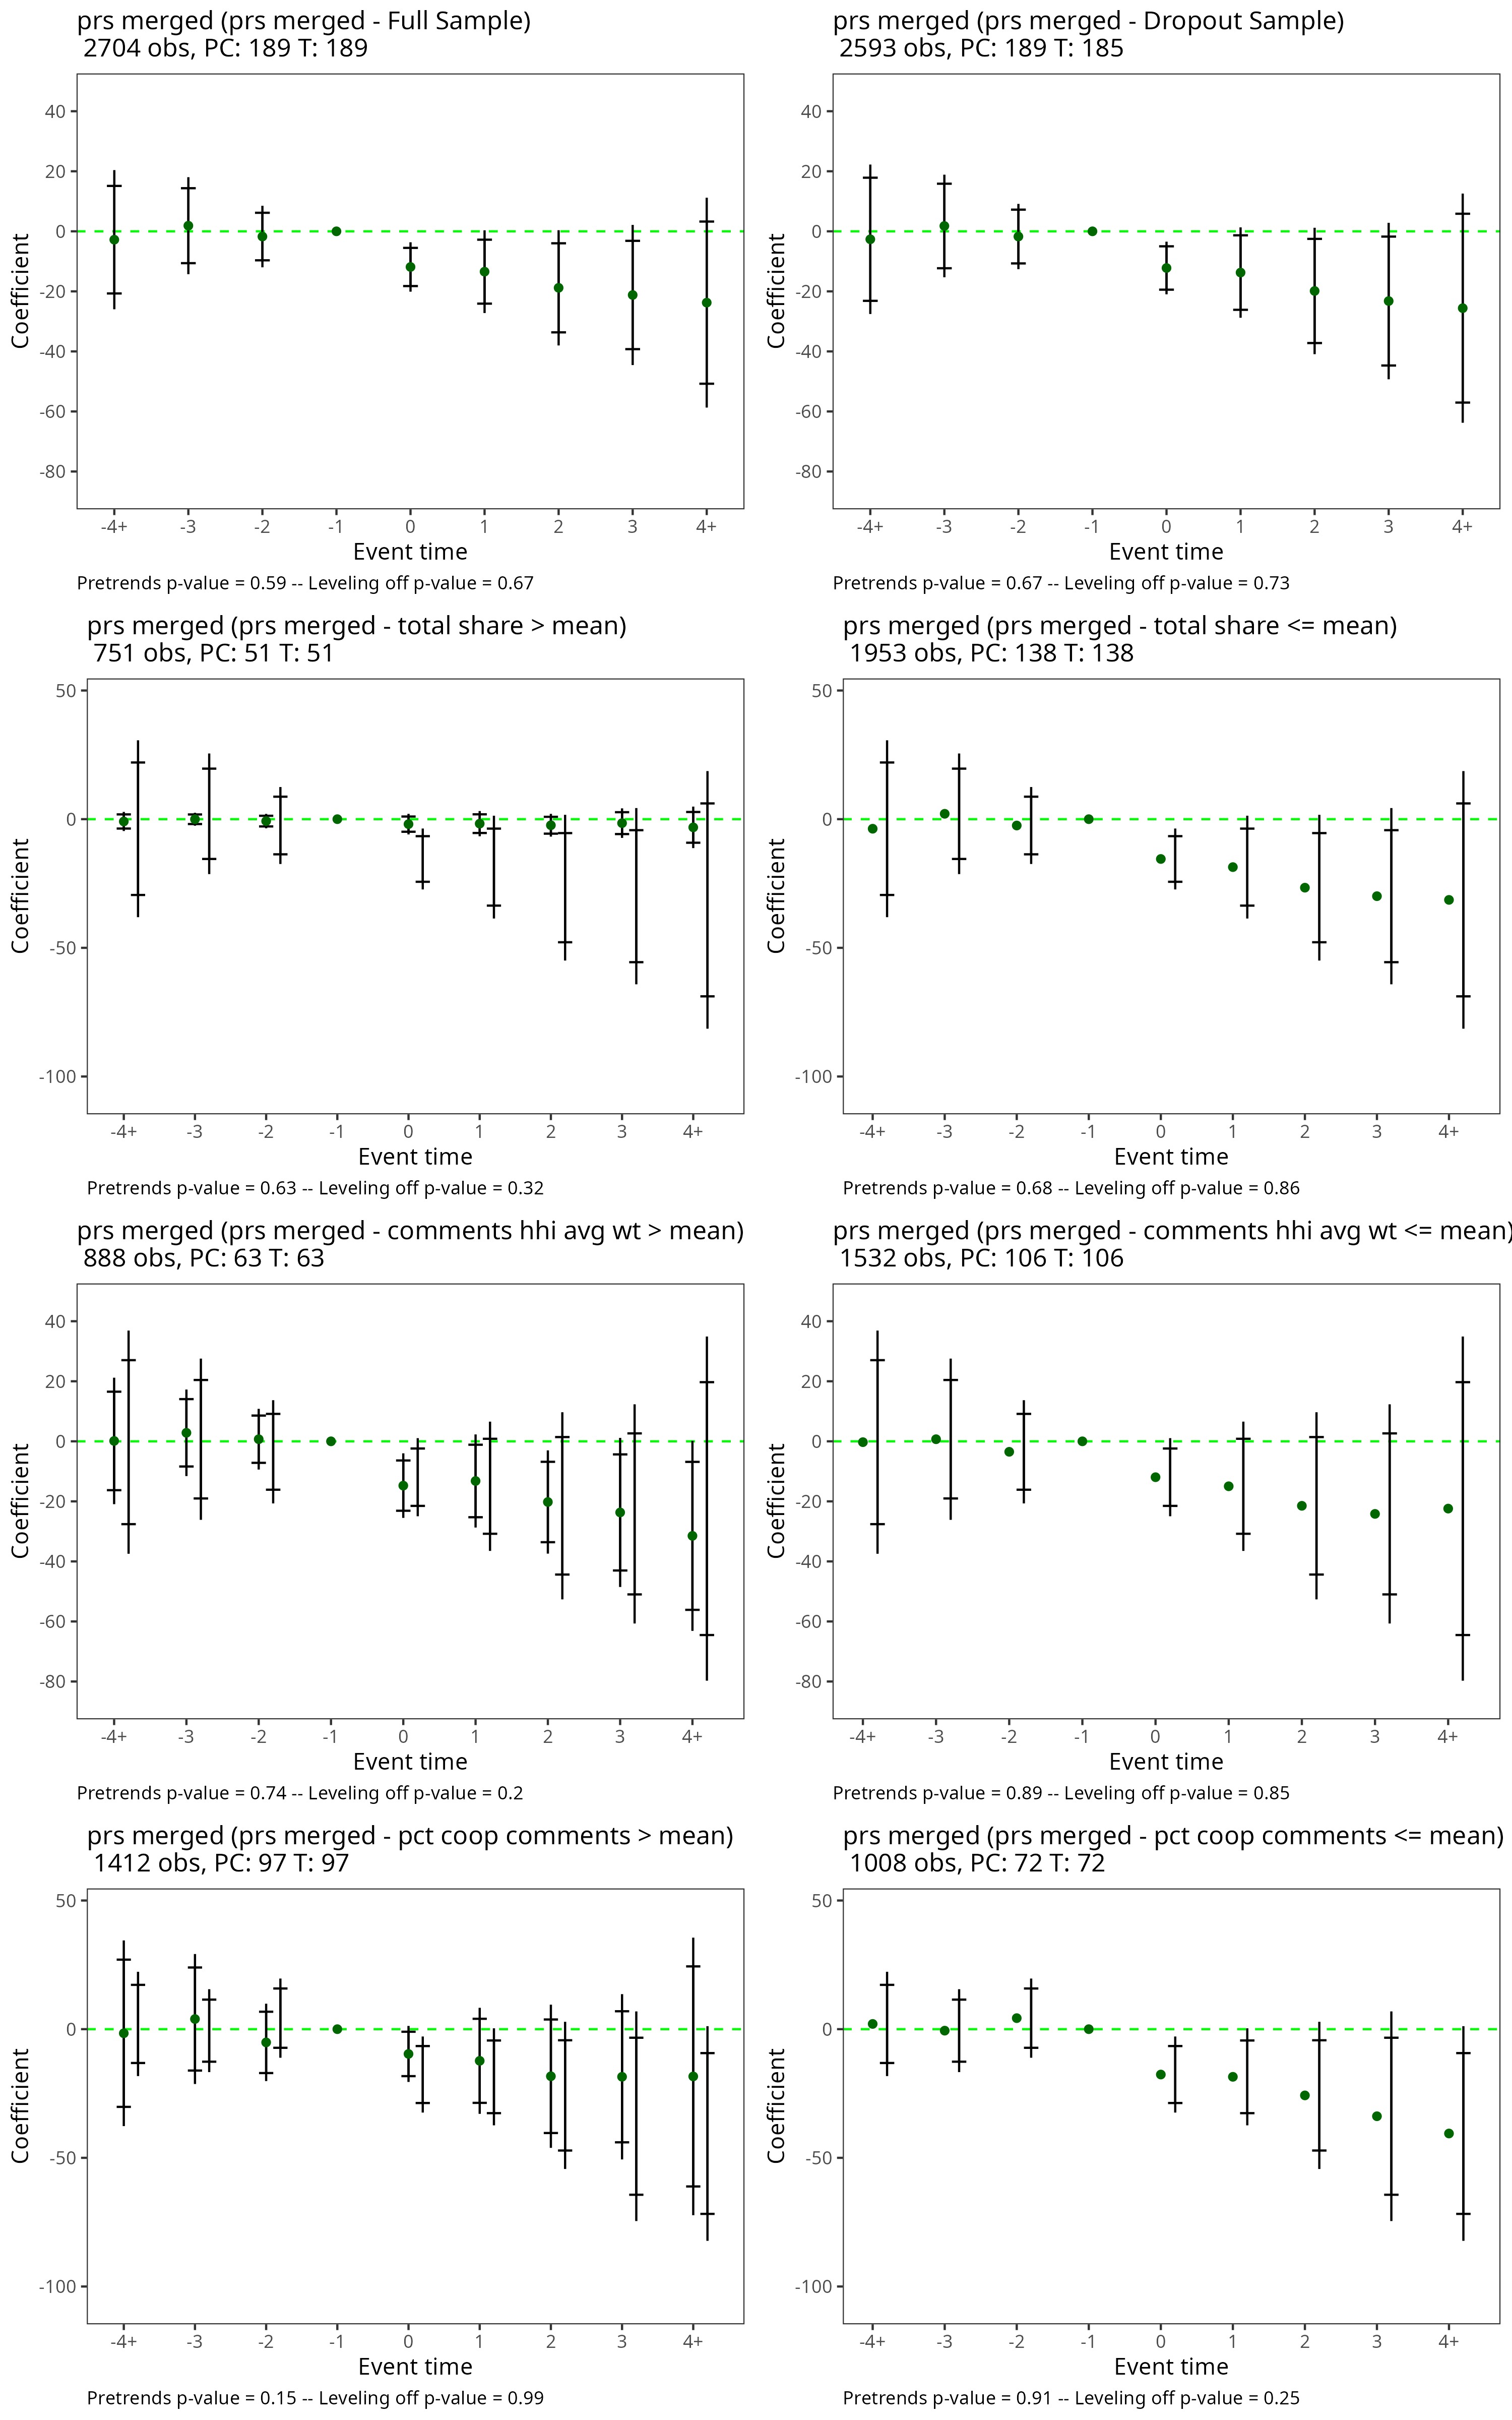 prs merged (prs merged - Full Sample)
2704 obs, PC: 189 T: 189
Coefficient
40
20
0
-20
-40
-60
-80
-4+ -3 -2 -1 0 1 2 3 4+
Event time
Pretrends p-value = 0.59 -- Leveling off p-value = 0.67
prs merged (prs merged - Dropout Sample)
2593 obs, PC: 189 T: 185
Coefficient
40
20
0
-20
-40
-60
-80
-4+ -3 -2 -1 0 1 2 3 4+
Event time
Pretrends p-value = 0.67 -- Leveling off p-value = 0.73
prs merged (prs merged - total share > mean)
751 obs, PC: 51 T: 51
Coefficient
50
0
-50
-100
-4+ -3 -2 -1 0 1 2 3 4+
Event time
Pretrends p-value = 0.63 -- Leveling off p-value = 0.32
prs merged (prs merged - total share <= mean)
1953 obs, PC: 138 T: 138
Coefficient
50
0
-50
-100
-4+ -3 -2 -1 0 1 2 3 4+
Event time
Pretrends p-value = 0.68 -- Leveling off p-value = 0.86
prs merged (prs merged - comments hhi avg wt > mean)
888 obs, PC: 63 T: 63
Coefficient
40
20
0
-20
-40
-60
-80
-4+ -3 -2 -1 0 1 2 3 4+
Event time
Pretrends p-value = 0.74 -- Leveling off p-value = 0.2
prs merged (prs merged - comments hhi avg wt <= mean)
1532 obs, PC: 106 T: 106
Coefficient
40
20
0
-20
-40
-60
-80
-4+ -3 -2 -1 0 1 2 3 4+
Event time
Pretrends p-value = 0.89 -- Leveling off p-value = 0.85
prs merged (prs merged - pct coop comments > mean)
1412 obs, PC: 97 T: 97
Coefficient
50
0
-50
-100
-4+ -3 -2 -1 0 1 2 3 4+
Event time
Pretrends p-value = 0.15 -- Leveling off p-value = 0.99
prs merged (prs merged - pct coop comments <= mean)
1008 obs, PC: 72 T: 72
Coefficient
50
0
-50
-100
-4+ -3 -2 -1 0 1 2 3 4+
Event time
Pretrends p-value = 0.91 -- Leveling off p-value = 0.25